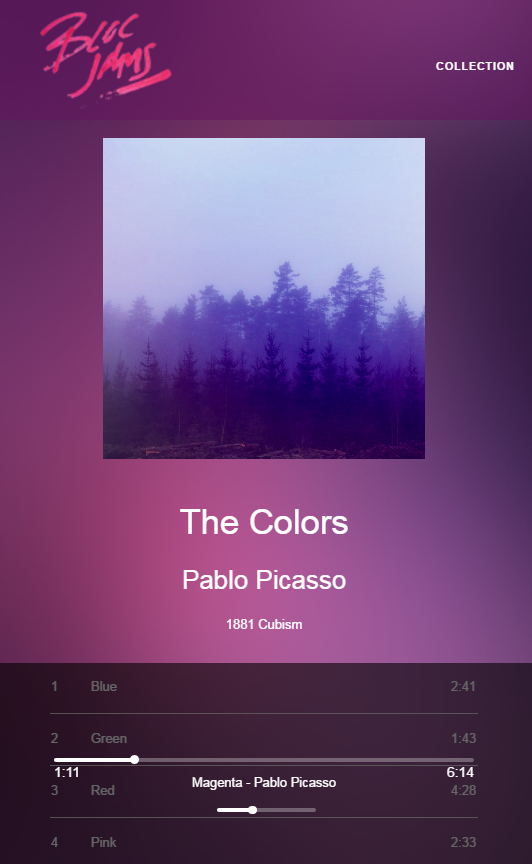 BLOC
JAMS
COLLECTION
The Colors
Pablo Picasso
1881 Cubism
1 Blue 2:41
2 Green 1:43
1:11 6:14
Magenta - Pablo Picasso
3 Red 4:28
4 Pink 2:33